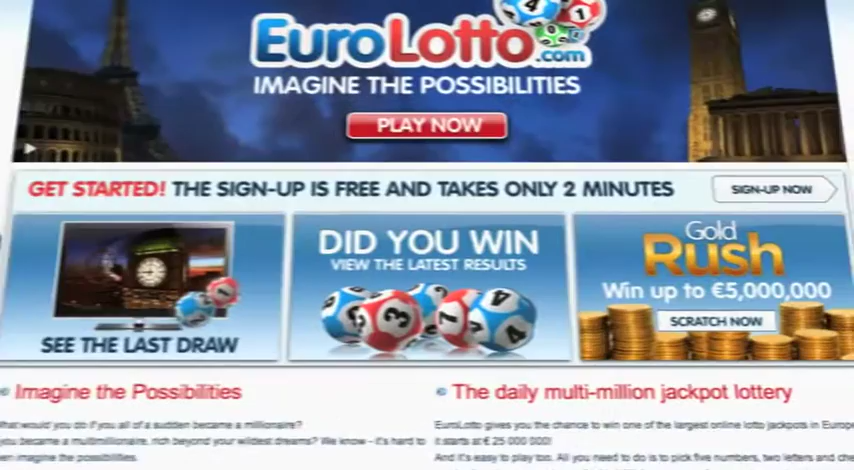 EuroLotto.com
IMAGINE THE POSSIBILITIES
PLAY NOW
GET STARTED! THE SIGN-UP IS FREE AND TAKES ONLY 2 MINUTES
SIGN-UP NOW
SEE THE LAST DRAW
DID YOU WIN
VIEW THE LATEST RESULTS
3 7 4 4
Gold
Rush
Win up to €5,000,000
SCRATCH NOW
Imagine the Possibilities
What would you do if you all of a sudden became a millionaire?
you became a multimillionaire, rich beyond your wildest dreams? We know - it's hard to
imagine the possibilities.
The daily multi-million jackpot lottery
EuroLotto gives you the chance to win one of the largest online lotto jackpots in Europe
it starts at € 25 000 000!
And it's easy to play too. All you need to do is pick five numbers, two letters and